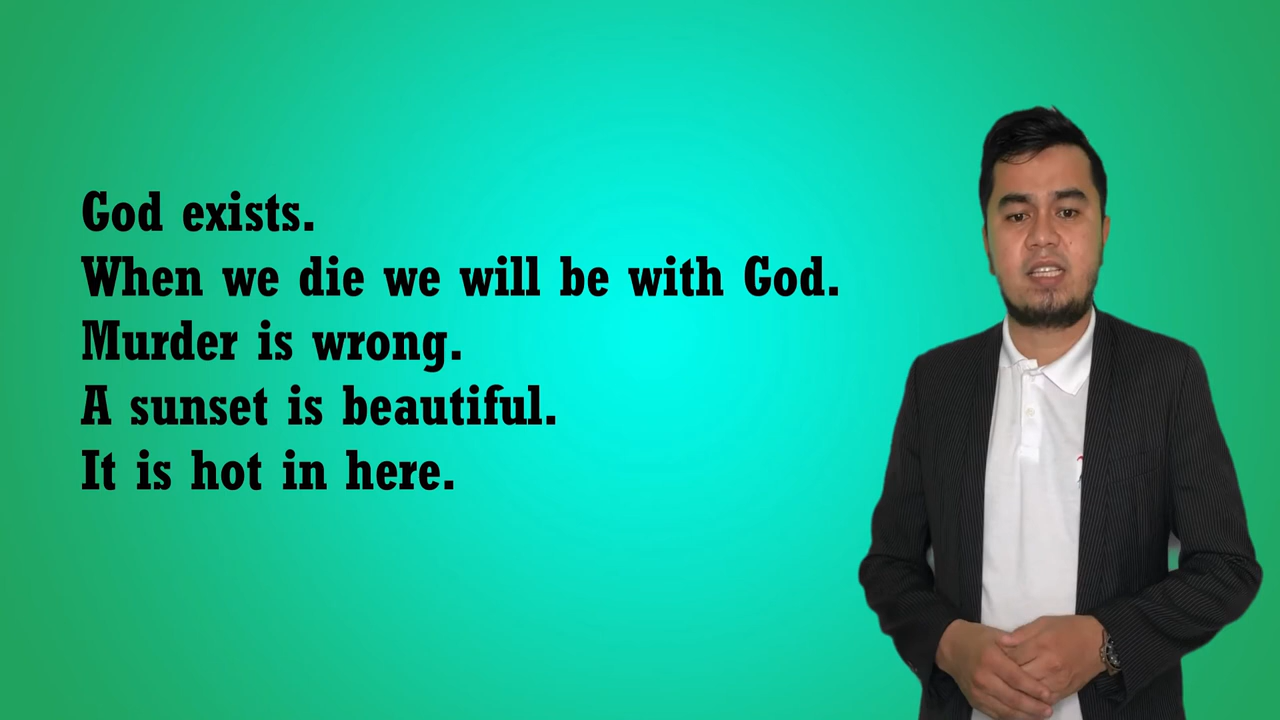 God exists.
When we die we will be with God.
Murder is wrong.
A sunset is beautiful.
It is hot in here.